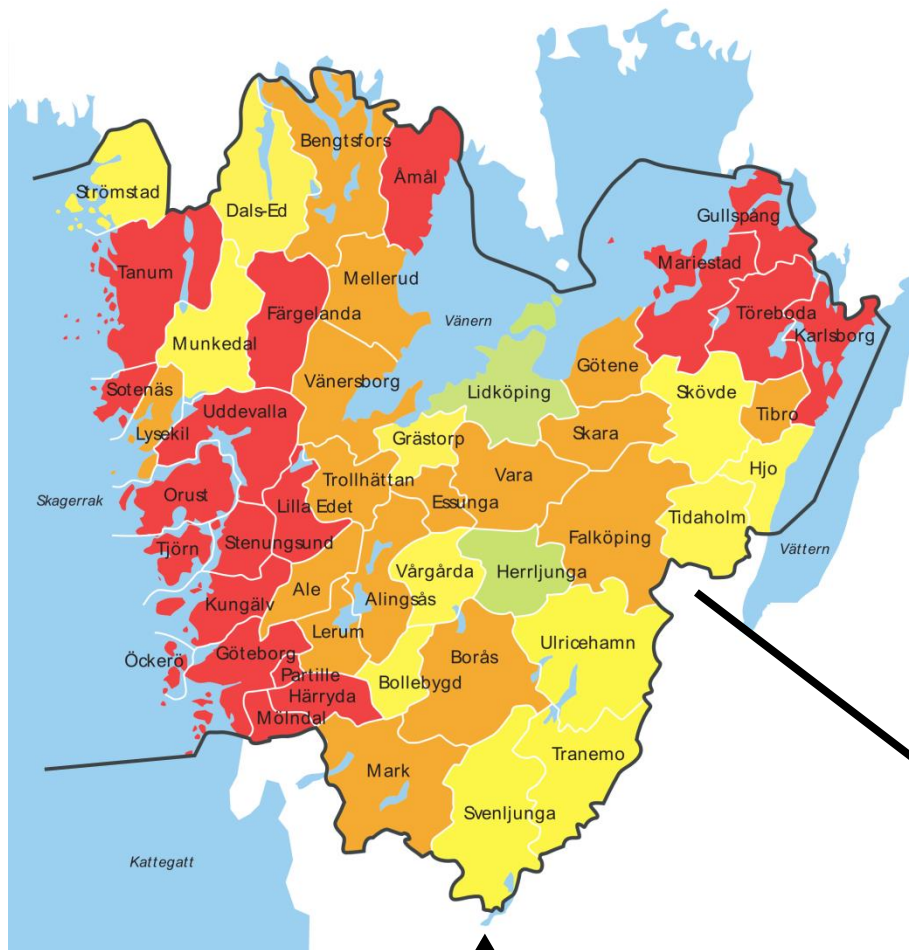 Bengtsfors
Åmål
Strömstad
Dals-Ed
Gullspång
Tanum
Mellerud
Mariestad
Färgelanda
Töreboda
Vänern
Karlsborg
Munkedal
Götene
Vänersborg
Lidköping
Skövde
Sotenäs
Uddevalla
Tibro
Lysekil
Grästorp
Skara
Hjo
Trollhättan
Vara
Orust
Essunga
Skagerrak
Lilla Edet
Tidaholm
Falköping
Tjörn
Stenungsund
Vårgårda
Herrljunga
Vättern
Ale
Alingsås
Kungälv
Lerum
Ulricehamn
Öckerö
Göteborg
Borås
Partille
Bollebygd
Härryda
Mölndal
Tranemo
Mark
Svenljunga
Kattegatt